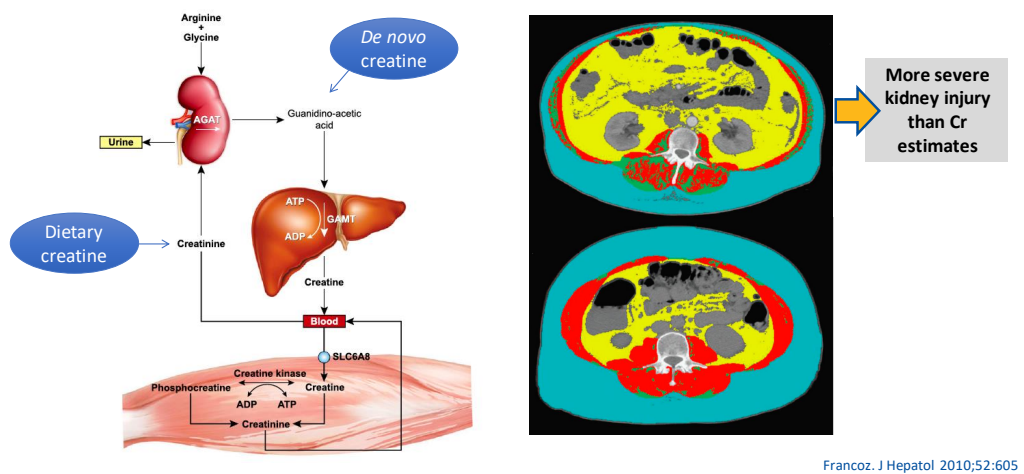 Arginine
+
Glycine
De novo
creatine
AGAT
Guanidino-acetic
acid
Urine
ATP
GAMT
ADP
Dietary
creatine
Creatinine
Creatine
Blood
SLC6A8
Creatine kinase
Phosphocreatine
Creatine
ADP
ATP
Creatinine
More severe
kidney injury
than Cr
estimates
Francoz. J Hepatol 2010;52:605